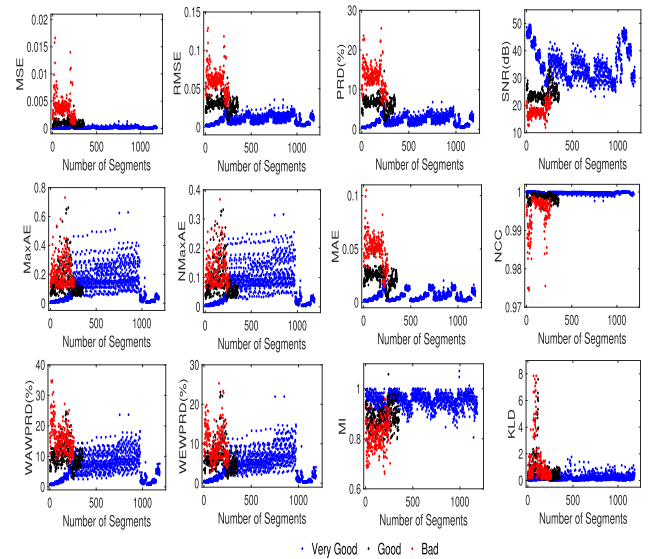 MSE
0.02
0.015
0.01
0.005
0
0 500 1000
Number of Segments
RMSE
0.15
0.1
0.05
0
0 500 1000
Number of Segments
PRD(%)
30
20
10
0
0 500 1000
Number of Segments
SNR(dB)
50
40
30
20
10
0 500 1000
Number of Segments
MaxAE
0.8
0.6
0.4
0.2
0
0 500 1000
Number of Segments
NMaxAE
0.4
0.3
0.2
0.1
0
0 500 1000
Number of Segments
MAE
0.1
0.05
0
0 500 1000
Number of Segments
NCC
1
0.99
0.98
0.97
0 500 1000
Number of Segments
WAWPRD(%)
40
30
20
10
0
0 500 1000
Number of Segments
WEWPRD(%)
30
20
10
0
0 500 1000
Number of Segments
MI
1
0.8
0.6
0 500 1000
Number of Segments
KLD
8
6
4
2
0
0 500 1000
Number of Segments
Very Good Good Bad